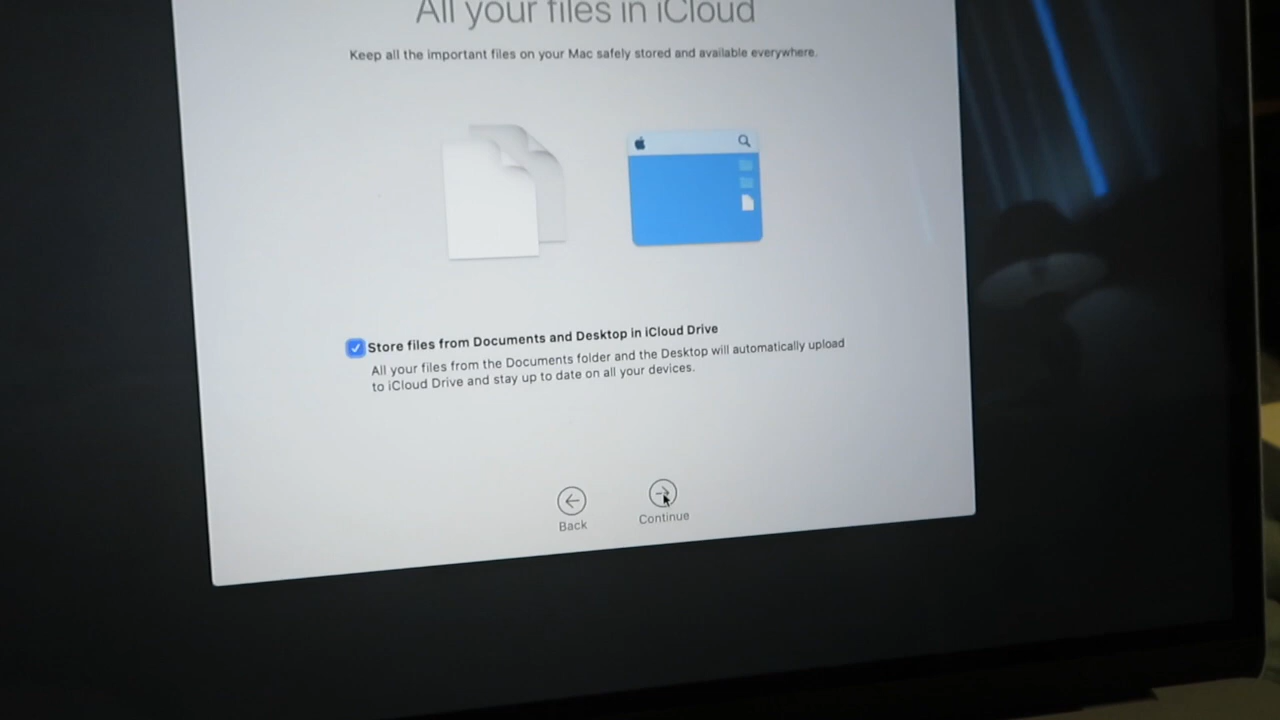 All your files in iCloud
Keep all the important files on your Mac safely stored and available everywhere.
Store files from Documents and Desktop in iCloud Drive
All your files from the Documents folder and the Desktop will automatically upload
to iCloud Drive and stay up to date on all your devices.
Back
Continue